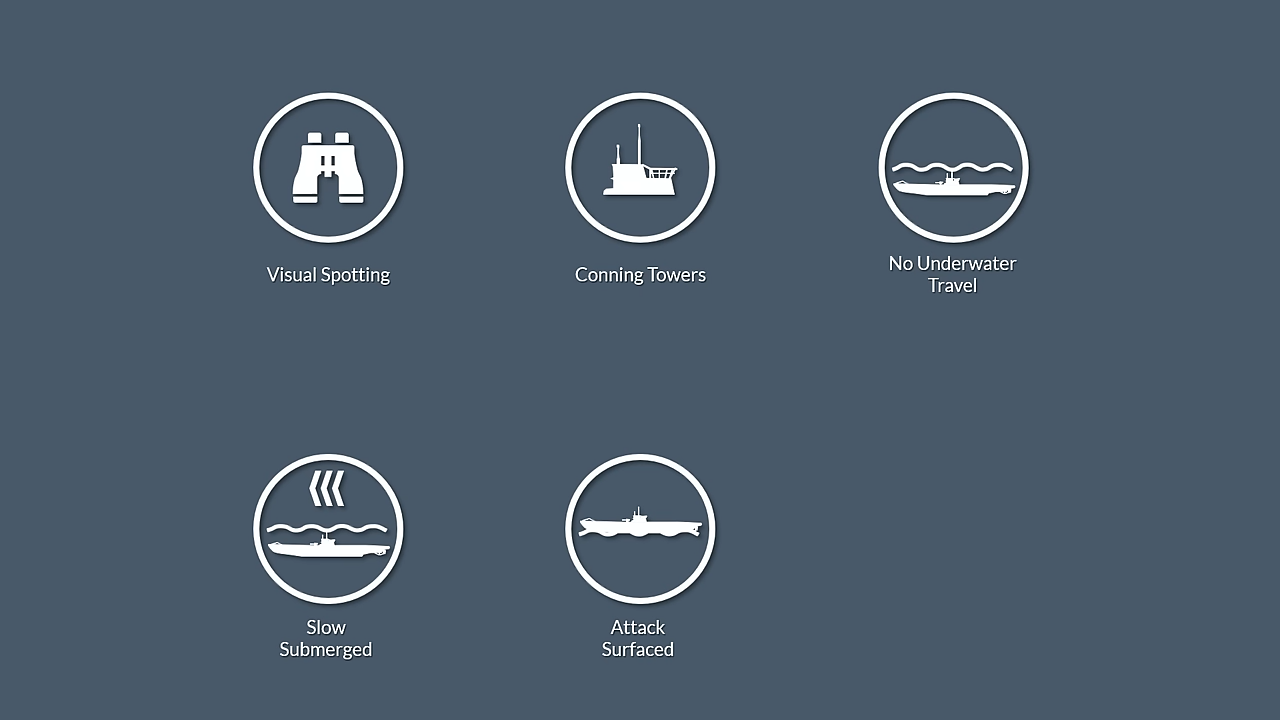 Visual Spotting
Conning Towers
No Underwater
Travel
Slow
Submerged
Attack
Surfaced